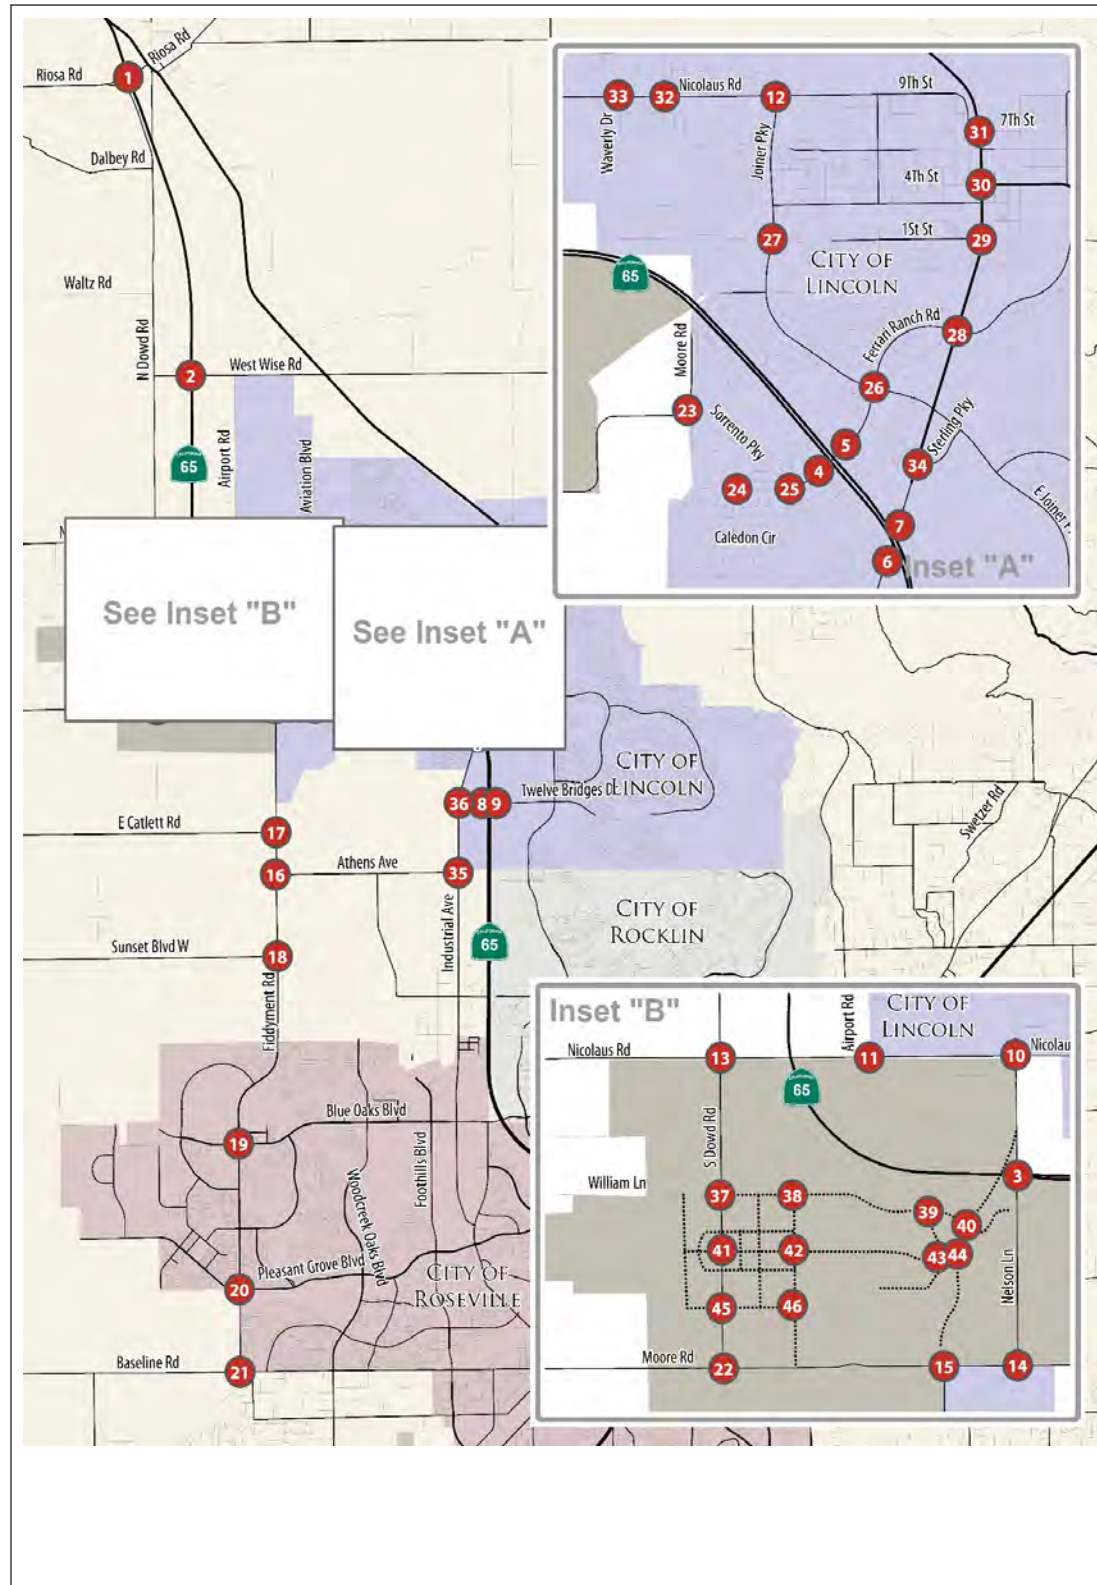 Riosa Rd
Riosa Rd
1
Dalbey Rd
Waltz Rd
N Dowd Rd
2
West Wise Rd
65
Airport Rd
Aviation Blvd
See Inset "B"
See Inset "A"
33
32
Nicolaus Rd
12
9Th St
Waverly Dr
Joiner Pky
31
7Th St
4Th St
30
27
1St St
29
CITY OF
LINCOLN
65
Moore Rd
Ferrari Ranch Rd
28
26
23
Sorrento Pky
5
Sterling Pky
4
34
24
25
E Joiner
7
Caledon Cir
6
Inset "A"
CITY OF
LINCOLN
36
8
9
Twelve Bridges D
E Catlett Rd
17
Swetzer Rd
16
Athens Ave
35
CITY OF
ROCKLIN
Industrial Ave
65
Sunset Blvd W
18
Fiddyment Rd
Blue Oaks Blvd
19
Foothills Blvd
Woodcreek Oaks Blvd
Pleasant Grove Blvd
20
CITY OF
ROSEVILLE
Baseline Rd
21
Inset "B"
Airport Rd
CITY OF
LINCOLN
Nicolaus Rd
13
11
10
Nicolau
65
S Dowd Rd
3
William Ln
37
38
39
40
41
42
43
44
Nelson Ln
45
46
Moore Rd
22
15
14